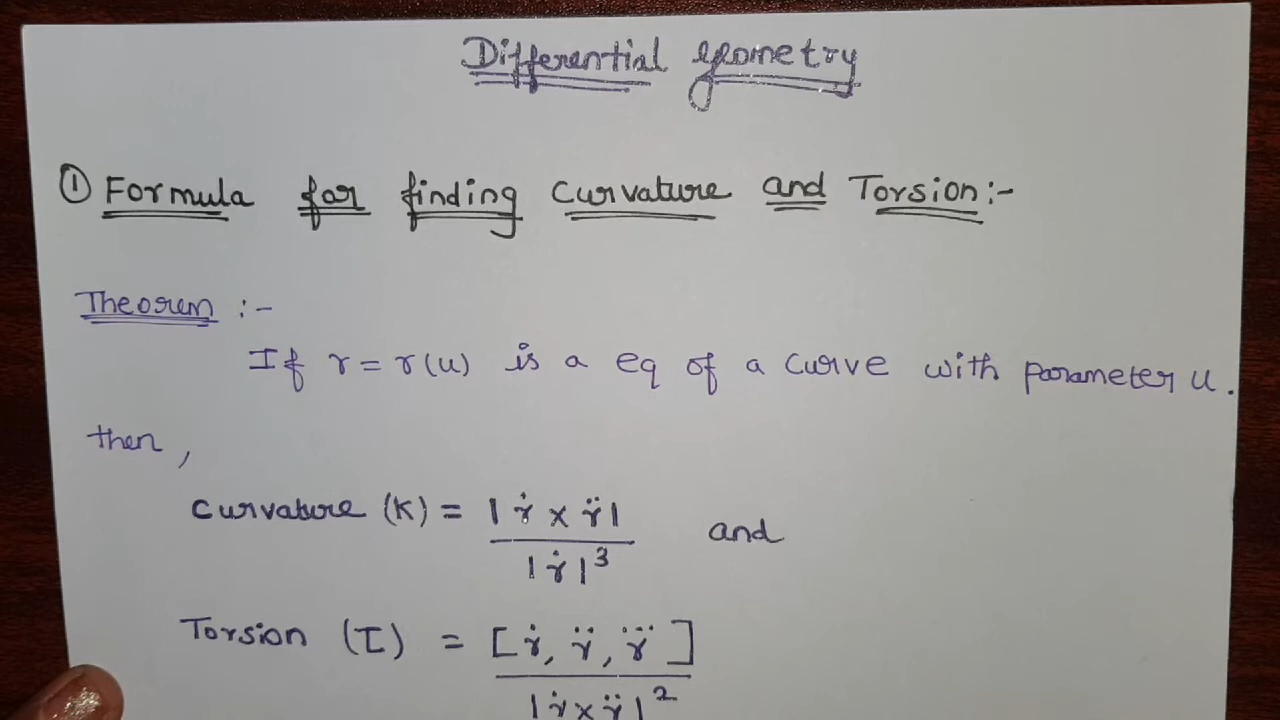 Differential geometry
① Formula for finding Curvature and Torsion:-
Theorem :-
If r = r(u) is a eq of a curve with parameter u.
then,
Curvature (K) = |ṙ × r̈| / |ṙ|³ and
Torsion (τ) = [ṙ, r̈, r⃛] / |ṙ × r̈|²